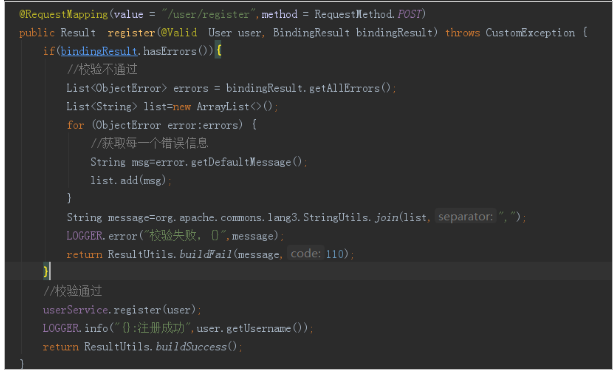 @RequestMapping(value = "/user/register",method = RequestMethod.POST)
public Result  register(@Valid  User user, BindingResult bindingResult) throws CustomException {
    if(bindingResult.hasErrors()){
        //校验不通过
        List<ObjectError> errors = bindingResult.getAllErrors();
        List<String> list=new ArrayList<>();
        for (ObjectError error:errors) {
            //获取每一个错误信息
            String msg=error.getDefaultMessage();
            list.add(msg);
        }
        String message=org.apache.commons.lang3.StringUtils.join(list, separator: ",");
        LOGGER.error("校验失败, {}",message);
        return ResultUtils.buildFail(message, code: 110);
    }
    //校验通过
    userService.register(user);
    LOGGER.info("{}:注册成功",user.getUsername());
    return ResultUtils.buildSuccess();
}